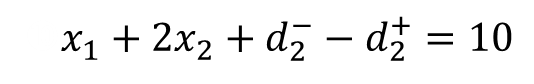 x₁ + 2x₂ + d₂⁻ − d₂⁺ = 10